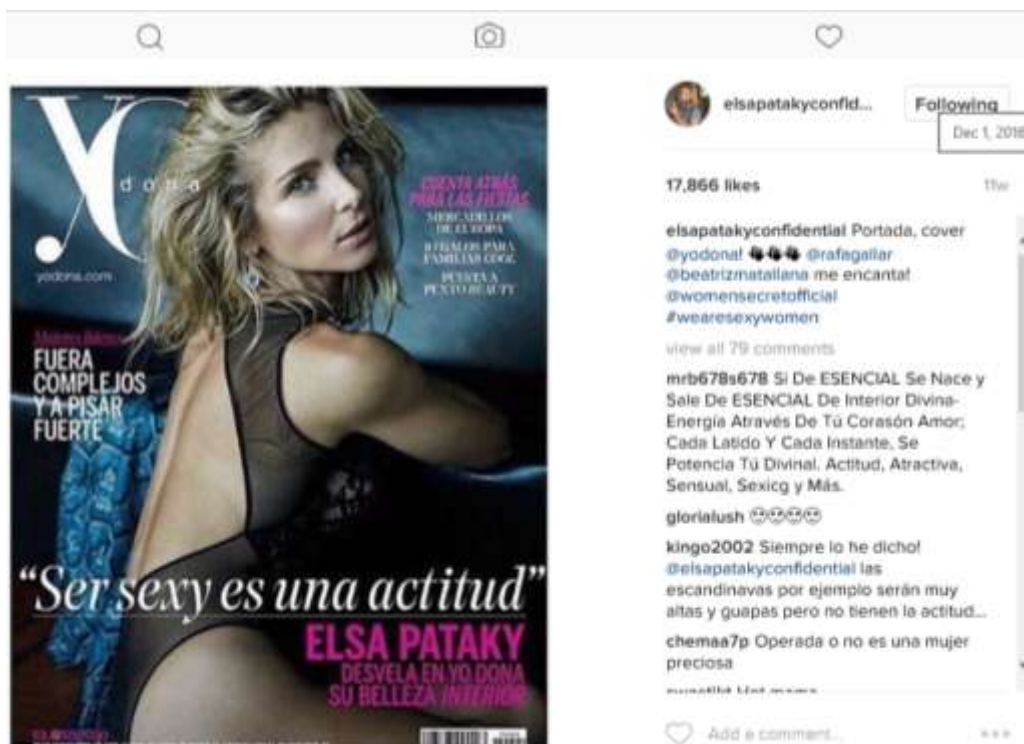 YO
dona
yodona.com
CUENTA ATRÁS
PARA LAS FIESTAS
MERCADILLOS
DE EUROPA
REGALOS PARA
FAMILIAS COOL
PUESTA A
PUNTO BEAUTY
FUERA
COMPLEJOS
Y A PISAR
FUERTE
“Ser sexy es una actitud”
ELSA PATAKY
DESVELA EN YO DONA
SU BELLEZA INTERIOR
elsapatakyconfid...
Following
Dec 1, 2016
17,866 likes
11w
elsapatakyconfidential Portada, cover
@yodona! @rafagallar
@beatrizmatallana me encanta!
@womensecretofficial
#wearesexywomen
view all 79 comments
mrb678s678 Si De ESENCIAL Se Nace y
Sale De ESENCIAL De Interior Divina-
Energía Através De Tú Corasón Amor;
Cada Latido Y Cada Instante, Se
Potencia Tú Divinal. Actitud, Atractiva,
Sensual, Sexicg y Más.
glorialush
kingo2002 Siempre lo he dicho!
@elsapatakyconfidential las
escandinavas por ejemplo serán muy
altas y guapas pero no tienen la actitud...
chemaa7p Operada o no es una mujer
preciosa
Add a comment...